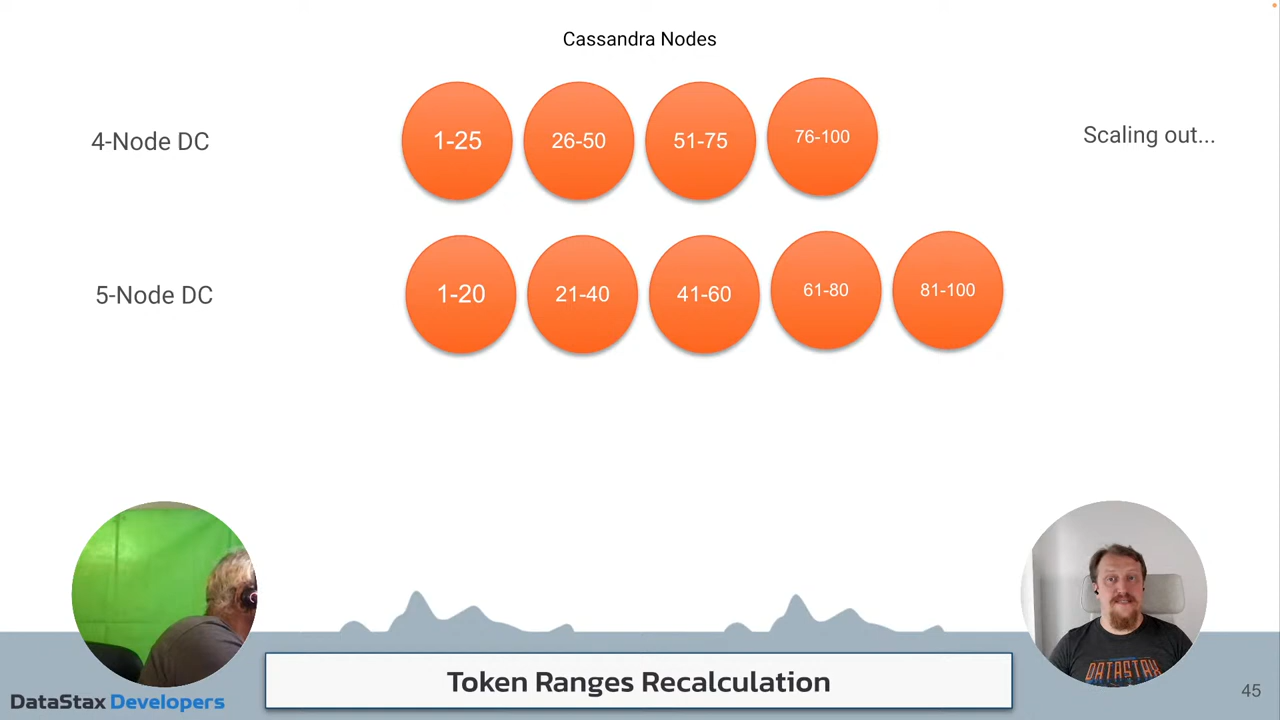 Cassandra Nodes
4-Node DC
1-25
26-50
51-75
76-100
Scaling out...
5-Node DC
1-20
21-40
41-60
61-80
81-100
DATASTAX
Token Ranges Recalculation
DataStax Developers
45